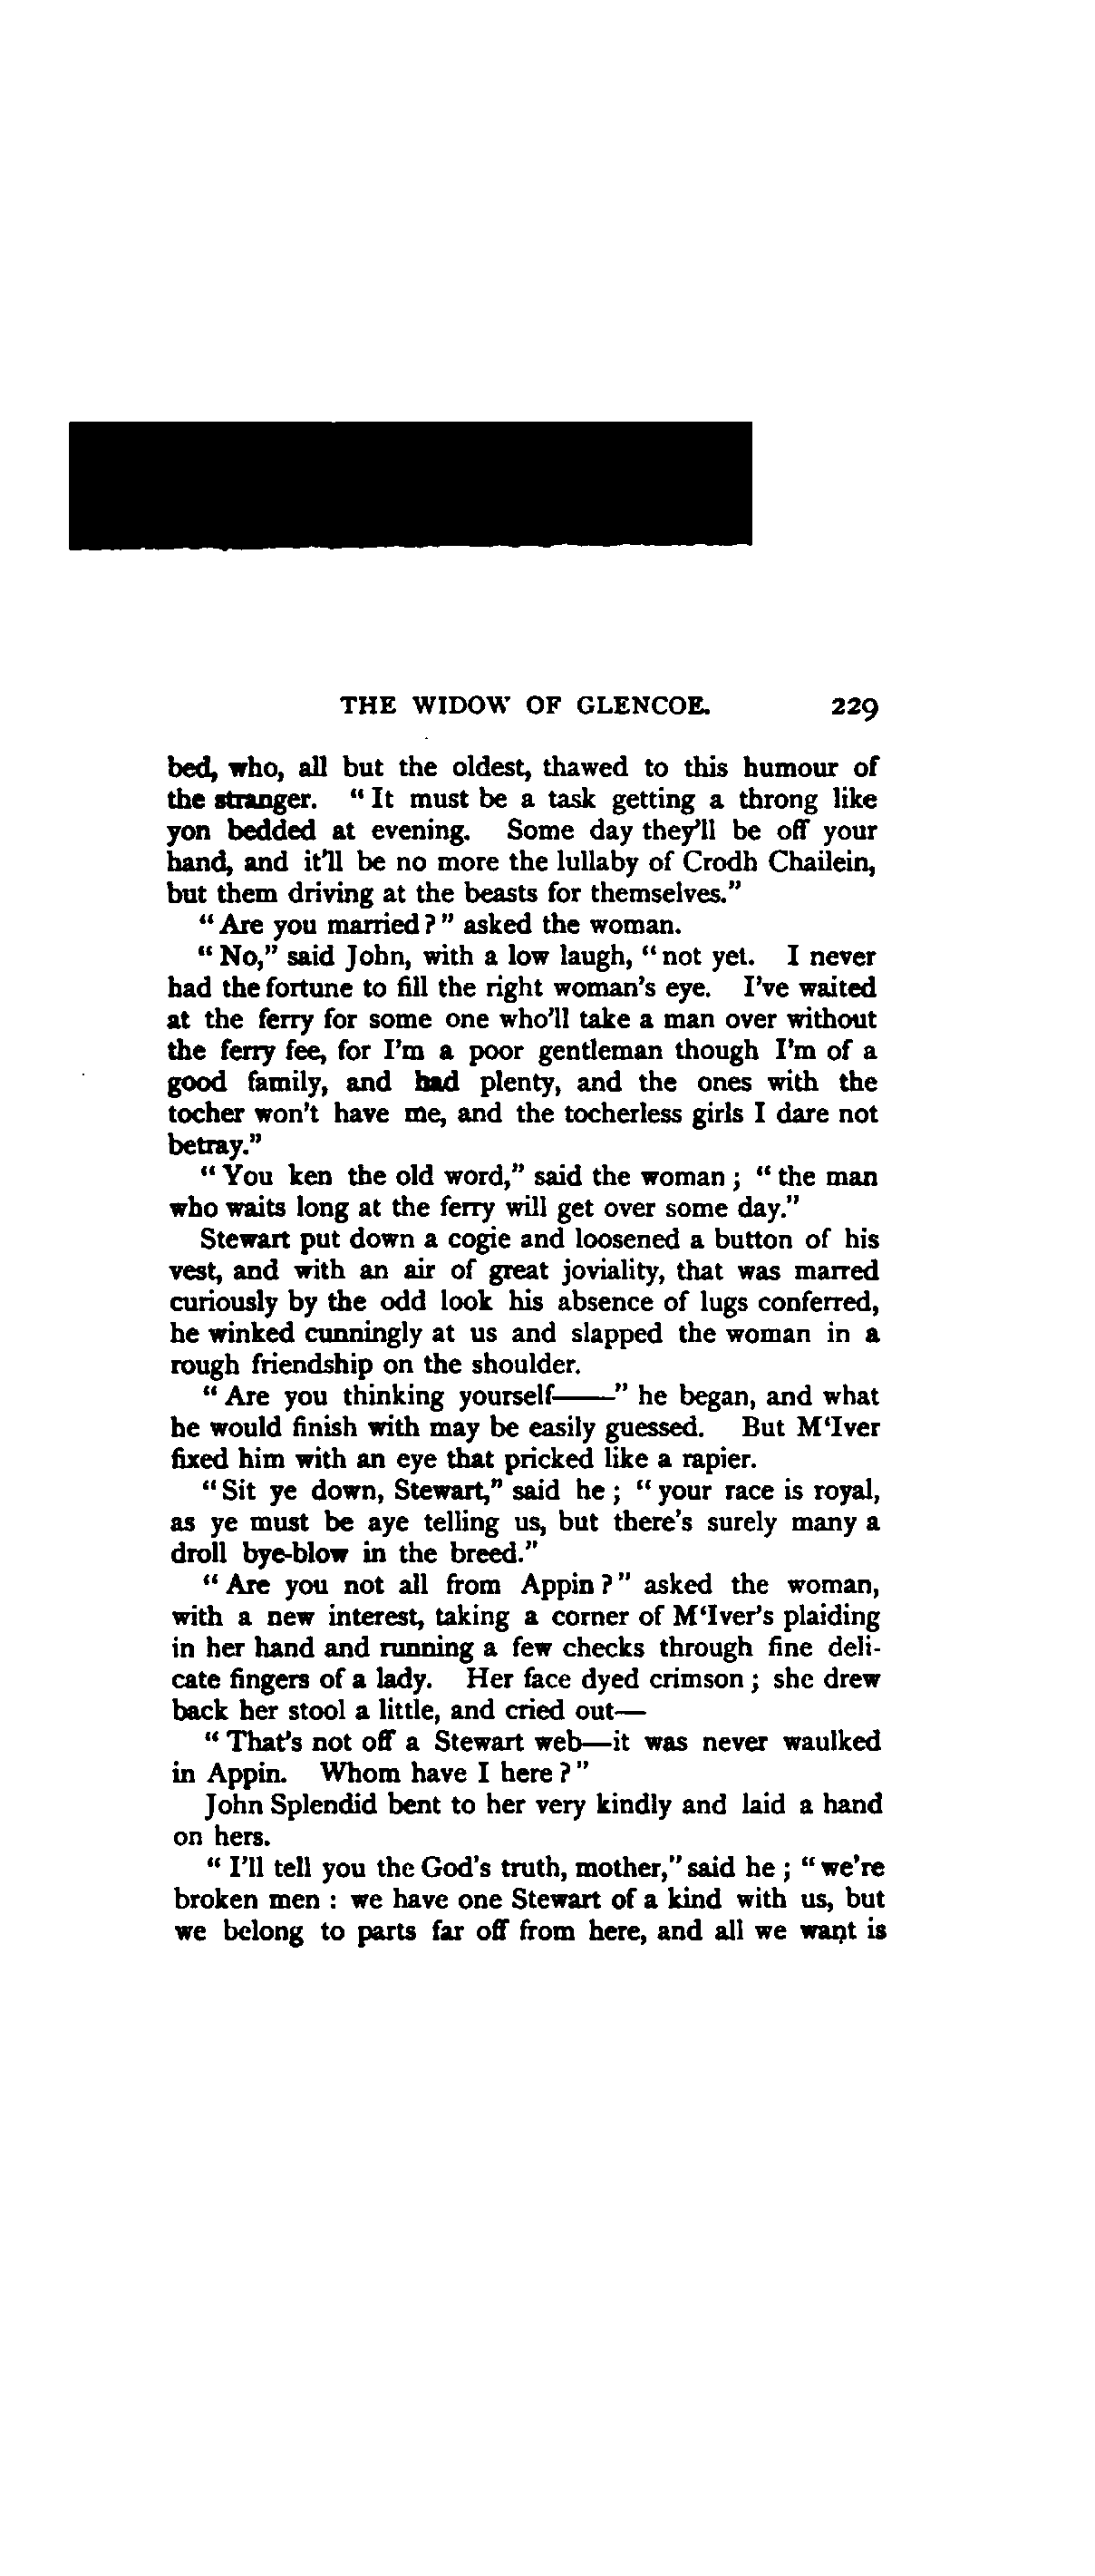 THE WIDOW OF GLENCOE. 229
bed, who, all but the oldest, thawed to this humour of
the stranger. "It must be a task getting a throng like
yon bedded at evening. Some day they'll be off your
hand, and it'll be no more the lullaby of Crodh Chailein,
but them driving at the beasts for themselves."
"Are you married?" asked the woman.
"No," said John, with a low laugh, "not yet. I never
had the fortune to fill the right woman's eye. I've waited
at the ferry for some one who'll take a man over without
the ferry fee, for I'm a poor gentleman though I'm of a
good family, and had plenty, and the ones with the
tocher won't have me, and the tocherless girls I dare not
betray."
"You ken the old word," said the woman; "the man
who waits long at the ferry will get over some day."
Stewart put down a cogie and loosened a button of his
vest, and with an air of great joviality, that was marred
curiously by the odd look his absence of lugs conferred,
he winked cunningly at us and slapped the woman in a
rough friendship on the shoulder.
"Are you thinking yourself——" he began, and what
he would finish with may be easily guessed. But M‘Iver
fixed him with an eye that pricked like a rapier.
"Sit ye down, Stewart," said he; "your race is royal,
as ye must be aye telling us, but there's surely many a
droll bye-blow in the breed."
"Are you not all from Appin?" asked the woman,
with a new interest, taking a corner of M‘Iver's plaiding
in her hand and running a few checks through fine deli-
cate fingers of a lady. Her face dyed crimson; she drew
back her stool a little, and cried out—
"That's not off a Stewart web—it was never waulked
in Appin. Whom have I here?"
John Splendid bent to her very kindly and laid a hand
on hers.
"I'll tell you the God's truth, mother," said he; "we're
broken men: we have one Stewart of a kind with us, but
we belong to parts far off from here, and all we want is